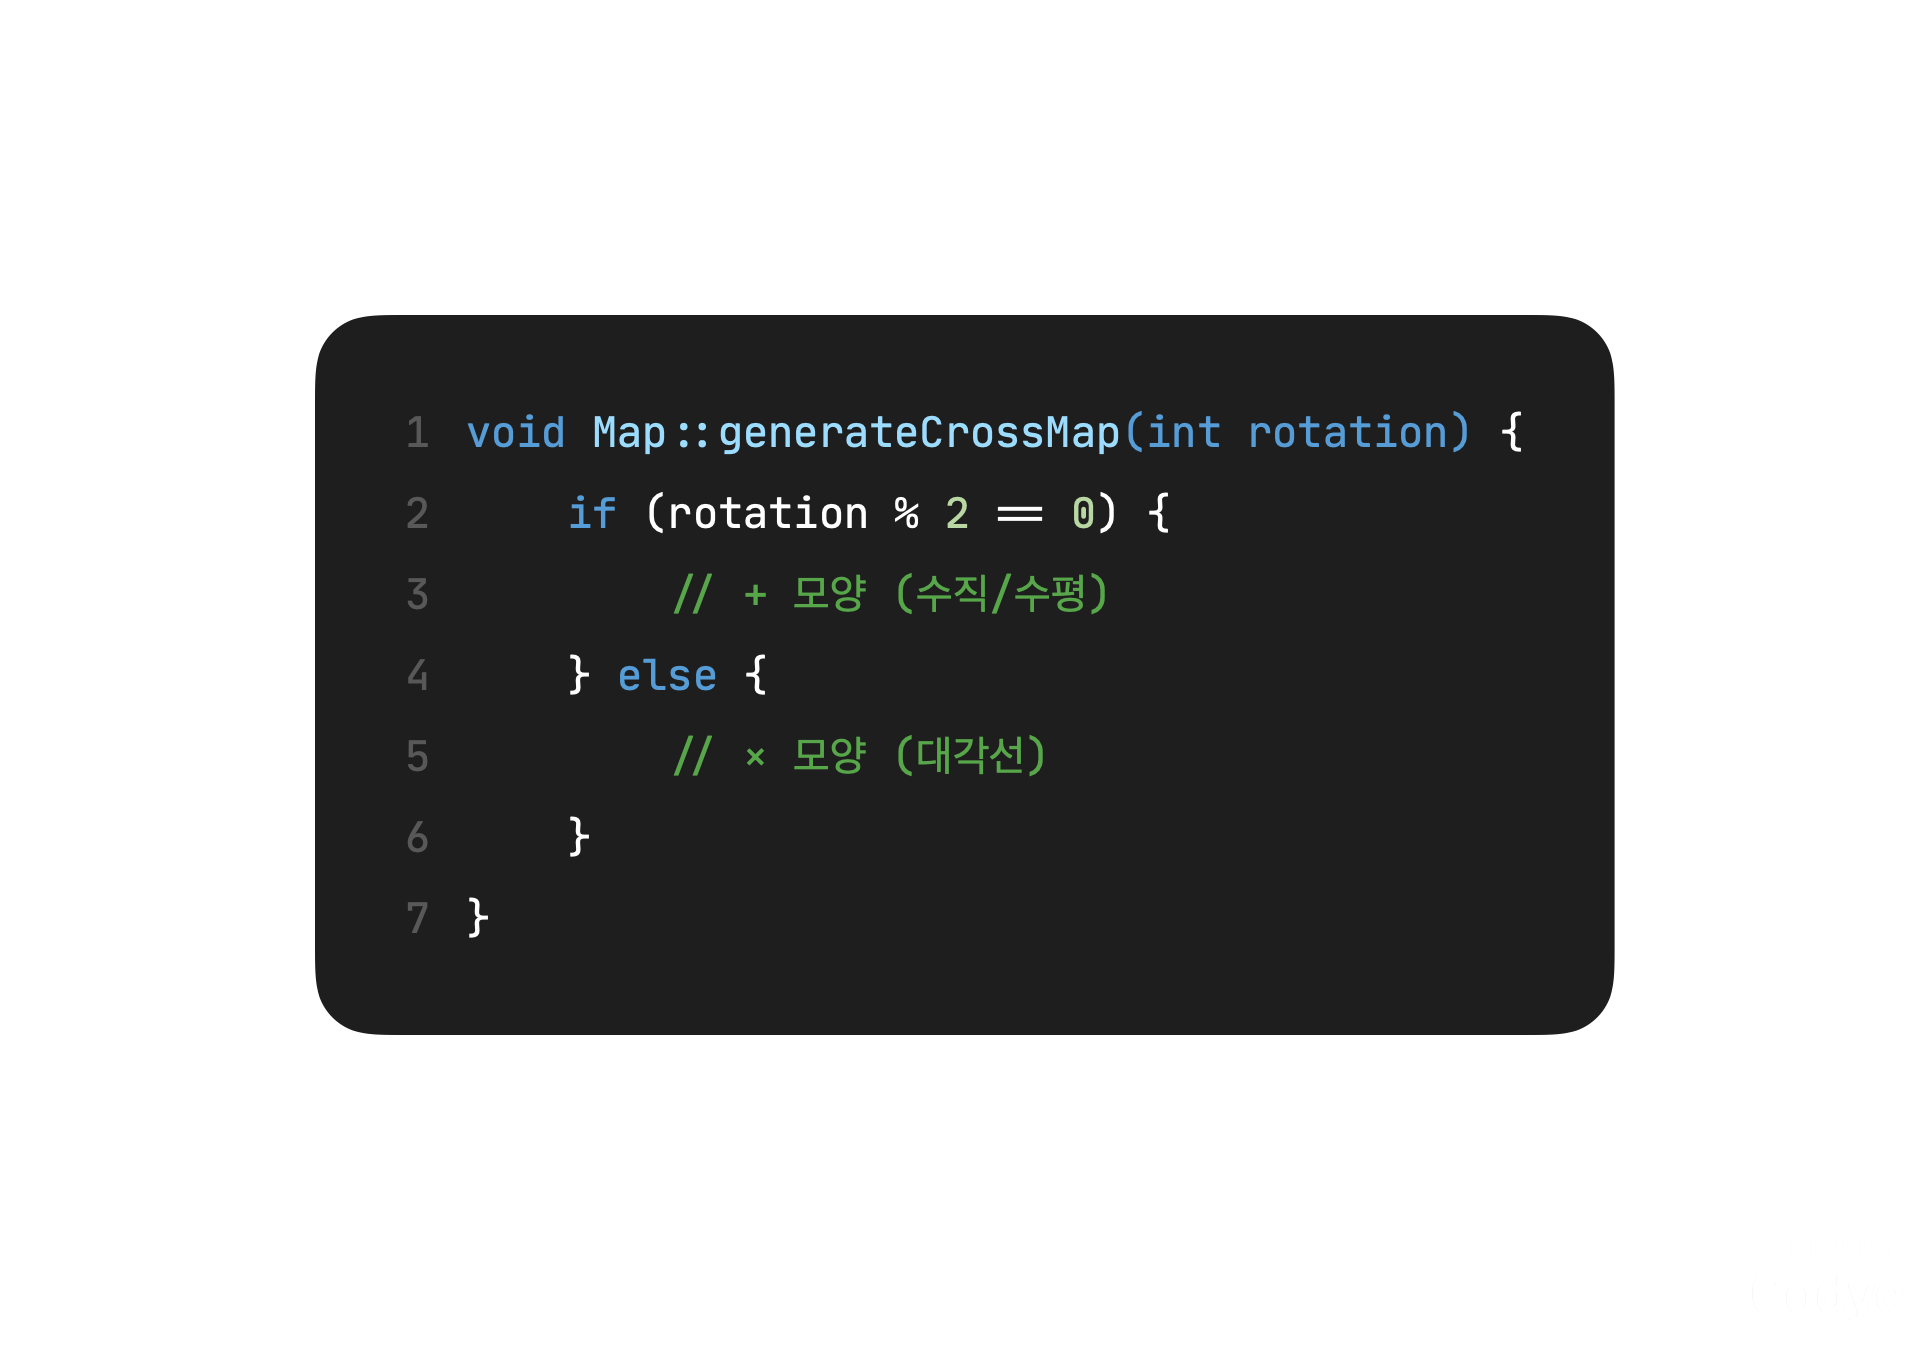 1 void Map::generateCrossMap(int rotation) {
2     if (rotation % 2 == 0) {
3         // + 모양 (수직/수평)
4     } else {
5         // × 모양 (대각선)
6     }
7 }